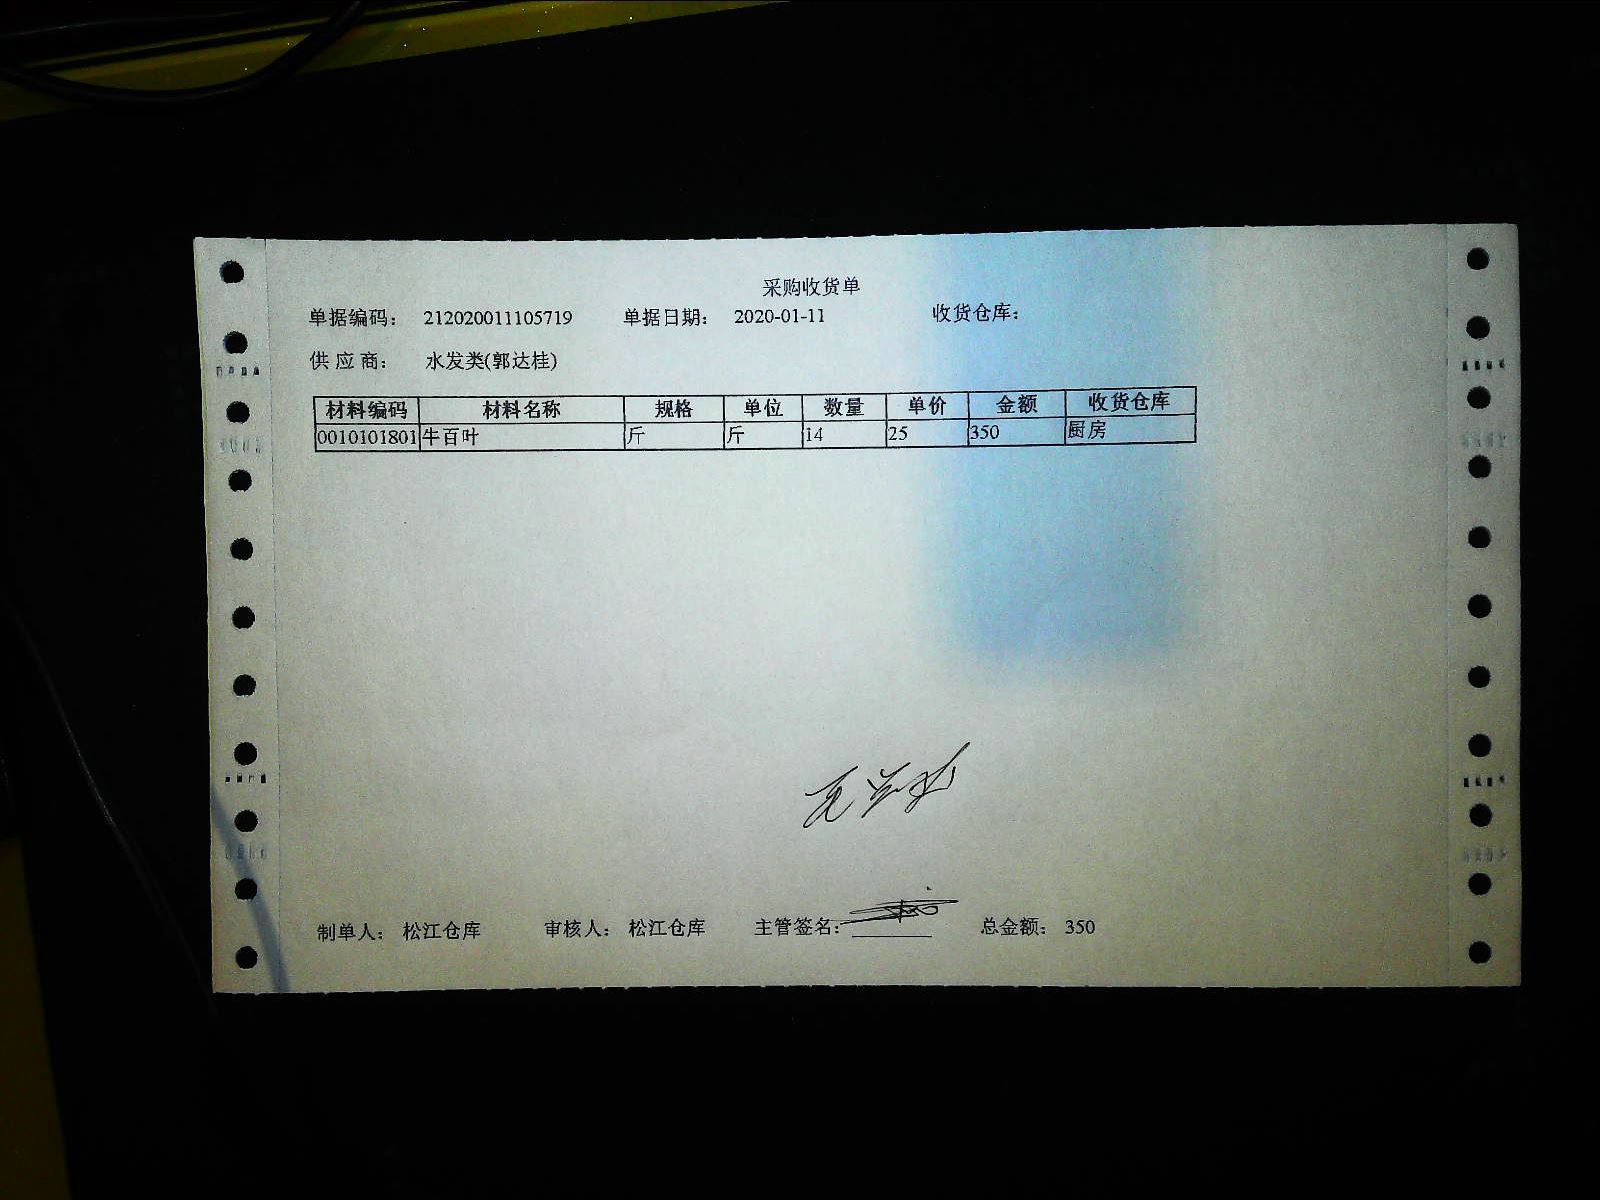 采购收货单
单据编码： 212020011105719 单据日期： 2020-01-11 收货仓库：
供 应 商： 水发类(郭达桂)
材料编码 材料名称 规格 单位 数量 单价 金额 收货仓库
0010101801 牛百叶 斤 斤 14 25 350 厨房
制单人： 松江仓库 审核人： 松江仓库 主管签名： 总金额： 350